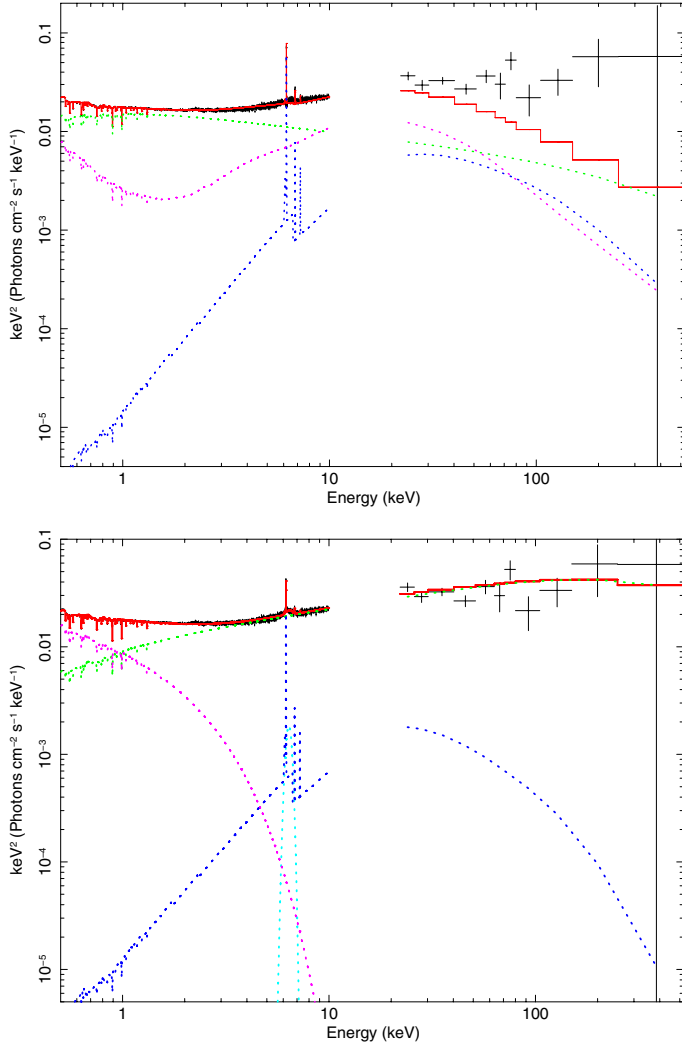 0.1
0.01
10⁻³
10⁻⁴
10⁻⁵
keV² (Photons cm⁻² s⁻¹ keV⁻¹)
1 10 100
Energy (keV)
0.1
0.01
10⁻³
10⁻⁴
10⁻⁵
keV² (Photons cm⁻² s⁻¹ keV⁻¹)
1 10 100
Energy (keV)